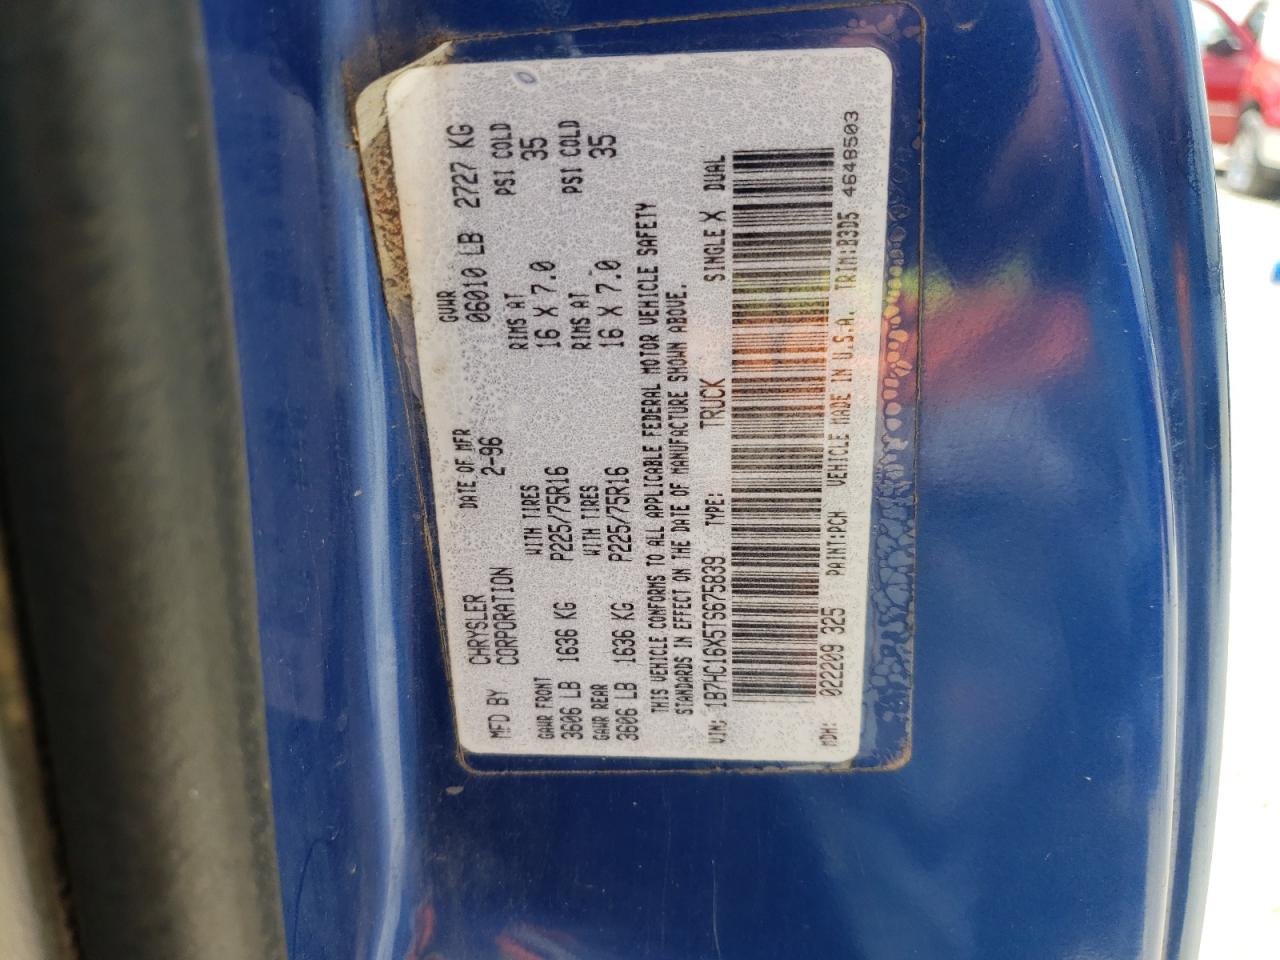 MFD BY CHRYSLER CORPORATION DATE OF MFR 2-96 GVWR 06010 LB 2727 KG
GAWR FRONT WITH TIRES RIMS AT PSI COLD
3606 LB 1636 KG P225/75R16 16 X 7.0 35
GAWR REAR WITH TIRES RIMS AT PSI COLD
3606 LB 1636 KG P225/75R16 16 X 7.0 35
THIS VEHICLE CONFORMS TO ALL APPLICABLE FEDERAL MOTOR VEHICLE SAFETY
STANDARDS IN EFFECT ON THE DATE OF MANUFACTURE SHOWN ABOVE.
VIN: 1B7HC16X5TS675839 TYPE: TRUCK SINGLE X DUAL
MDH: 022209 325 PAINT:PCH VEHICLE MADE IN U.S.A. TRIM:B3D5 4648503